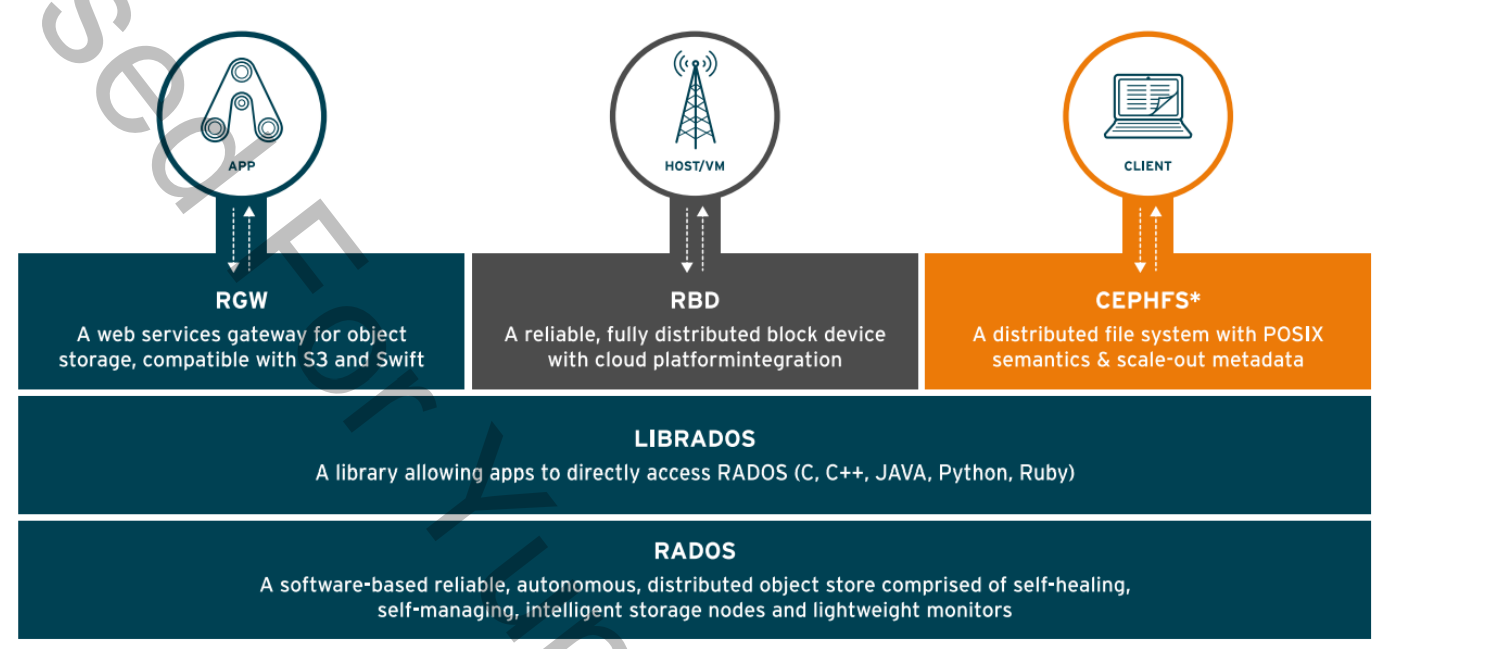 sed For Yun
APP
HOST/VM
CLIENT
RGW
A web services gateway for object
storage, compatible with S3 and Swift
RBD
A reliable, fully distributed block device
with cloud platformintegration
CEPHFS*
A distributed file system with POSIX
semantics & scale-out metadata
LIBRADOS
A library allowing apps to directly access RADOS (C, C++, JAVA, Python, Ruby)
RADOS
A software-based reliable, autonomous, distributed object store comprised of self-healing,
self-managing, intelligent storage nodes and lightweight monitors